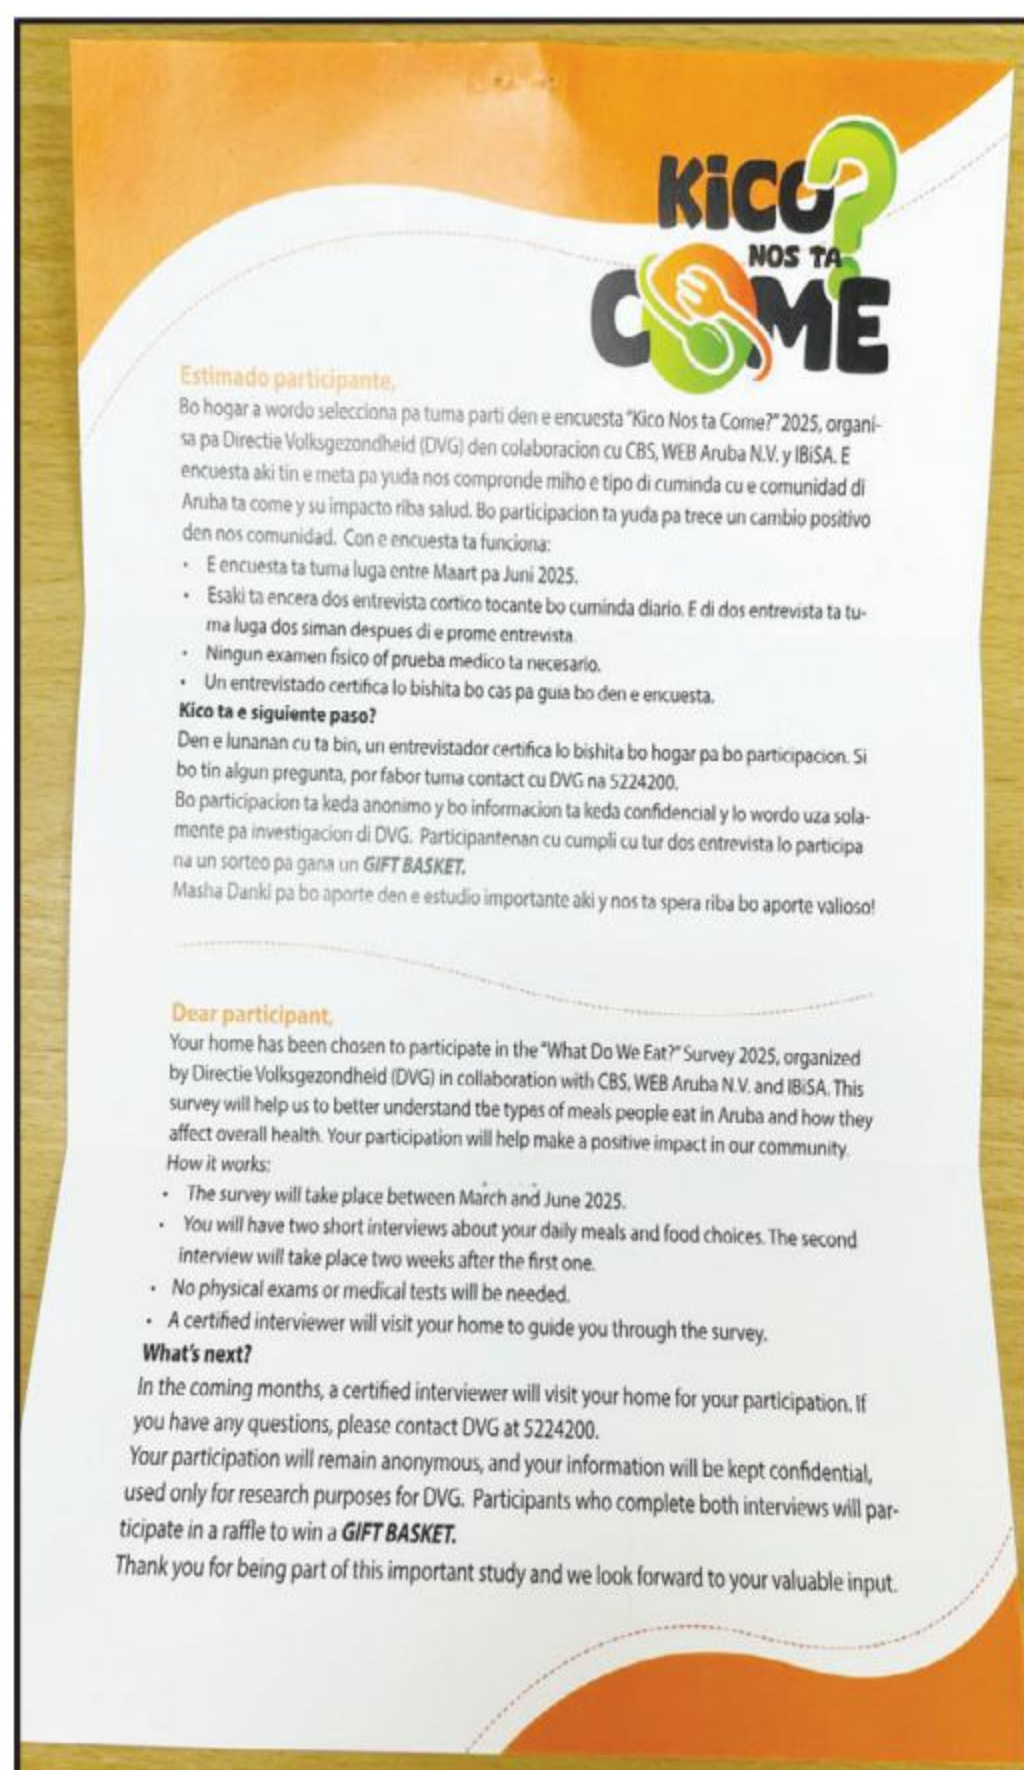 KiCO?
NOS TA
COME
Estimado participante,
Bo hogar a wordo selecciona pa tuma parti den e encuesta "Kico Nos ta Come?" 2025, organi-
sa pa Directie Volksgezondheid (DVG) den colaboracion cu CBS, WEB Aruba N.V. y IBiSA. E
encuesta aki tin e meta pa yuda nos compronde miho e tipo di cuminda cu e comunidad di
Aruba ta come y su impacto riba salud. Bo participacion ta yuda pa trece un cambio positivo
den nos comunidad. Con e encuesta ta funciona:
• E encuesta ta tuma luga entre Maart pa Juni 2025.
• Esaki ta encera dos entrevista cortico tocante bo cuminda diario. E di dos entrevista ta tu-
ma luga dos siman despues di e prome entrevista.
• Ningun examen fisico of prueba medico ta necesario.
• Un entrevistado certifica lo bishita bo cas pa guia bo den e encuesta.
Kico ta e siguiente paso?
Den e lunanan cu ta bin, un entrevistador certifica lo bishita bo hogar pa bo participacion. Si
bo tin algun pregunta, por fabor tuma contact cu DVG na 5224200.
Bo participacion ta keda anonimo y bo informacion ta keda confidencial y lo wordo uza sola-
mente pa investigacion di DVG. Participantenan cu cumpli cu tur dos entrevista lo participa
na un sorteo pa gana un GIFT BASKET.
Masha Danki pa bo aporte den e estudio importante aki y nos ta spera riba bo aporte valioso!
Dear participant,
Your home has been chosen to participate in the "What Do We Eat?" Survey 2025, organized
by Directie Volksgezondheid (DVG) in collaboration with CBS, WEB Aruba N.V. and IBiSA. This
survey will help us to better understand the types of meals people eat in Aruba and how they
affect overall health. Your participation will help make a positive impact in our community.
How it works:
• The survey will take place between March and June 2025.
• You will have two short interviews about your daily meals and food choices. The second
interview will take place two weeks after the first one.
• No physical exams or medical tests will be needed.
• A certified interviewer will visit your home to guide you through the survey.
What's next?
In the coming months, a certified interviewer will visit your home for your participation. If
you have any questions, please contact DVG at 5224200.
Your participation will remain anonymous, and your information will be kept confidential,
used only for research purposes for DVG. Participants who complete both interviews will par-
ticipate in a raffle to win a GIFT BASKET.
Thank you for being part of this important study and we look forward to your valuable input.